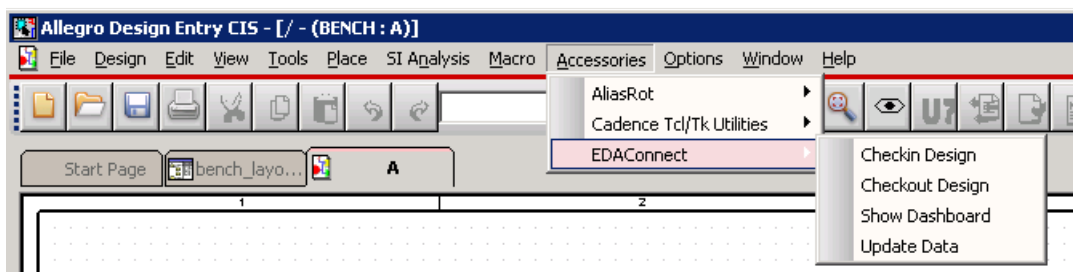 Allegro Design Entry CIS - [/ - (BENCH : A)]
File Design Edit View Tools Place SI Analysis Macro Accessories Options Window Help
AliasRot
Cadence Tcl/Tk Utilities
U?
EDAConnect
Checkin Design
Start Page bench_layo... A
Checkout Design
Show Dashboard
1 2
Update Data